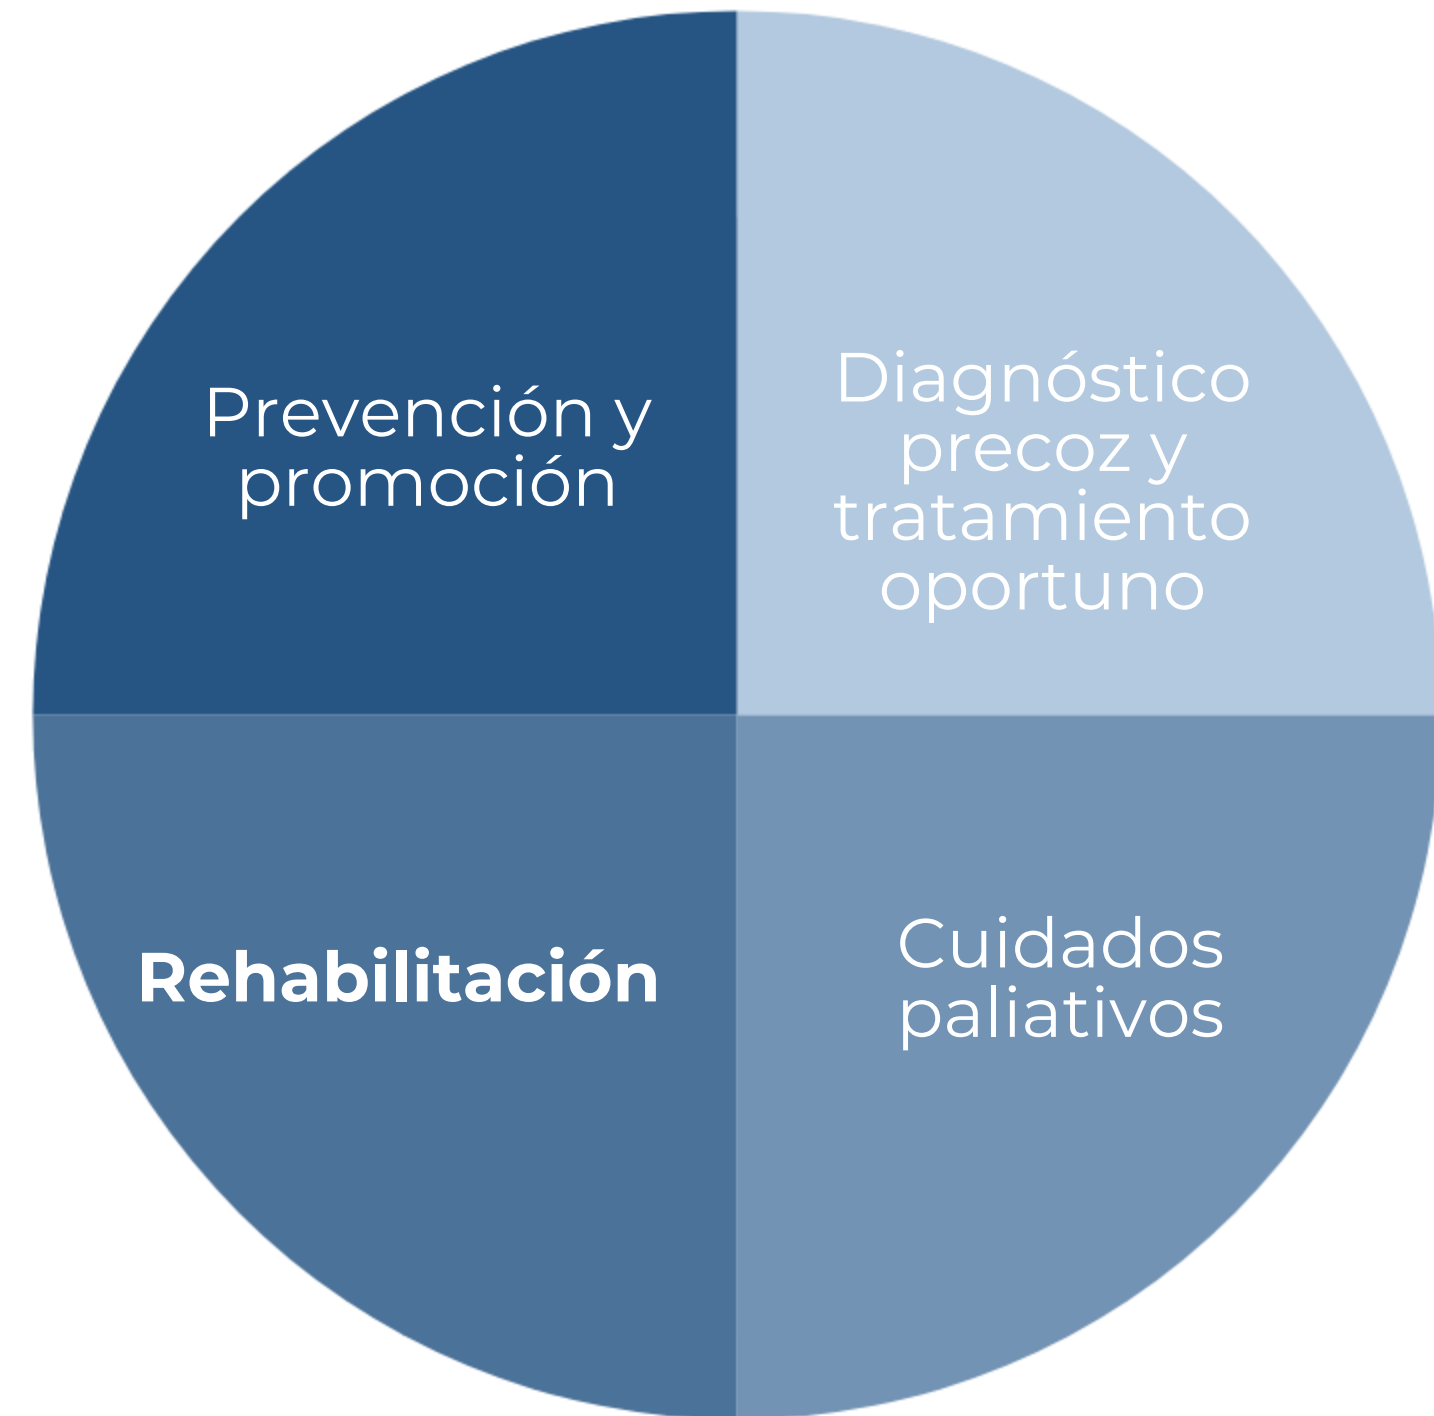 Prevención y
promoción
Diagnóstico
precoz y
tratamiento
oportuno
Rehabilitación
Cuidados
paliativos